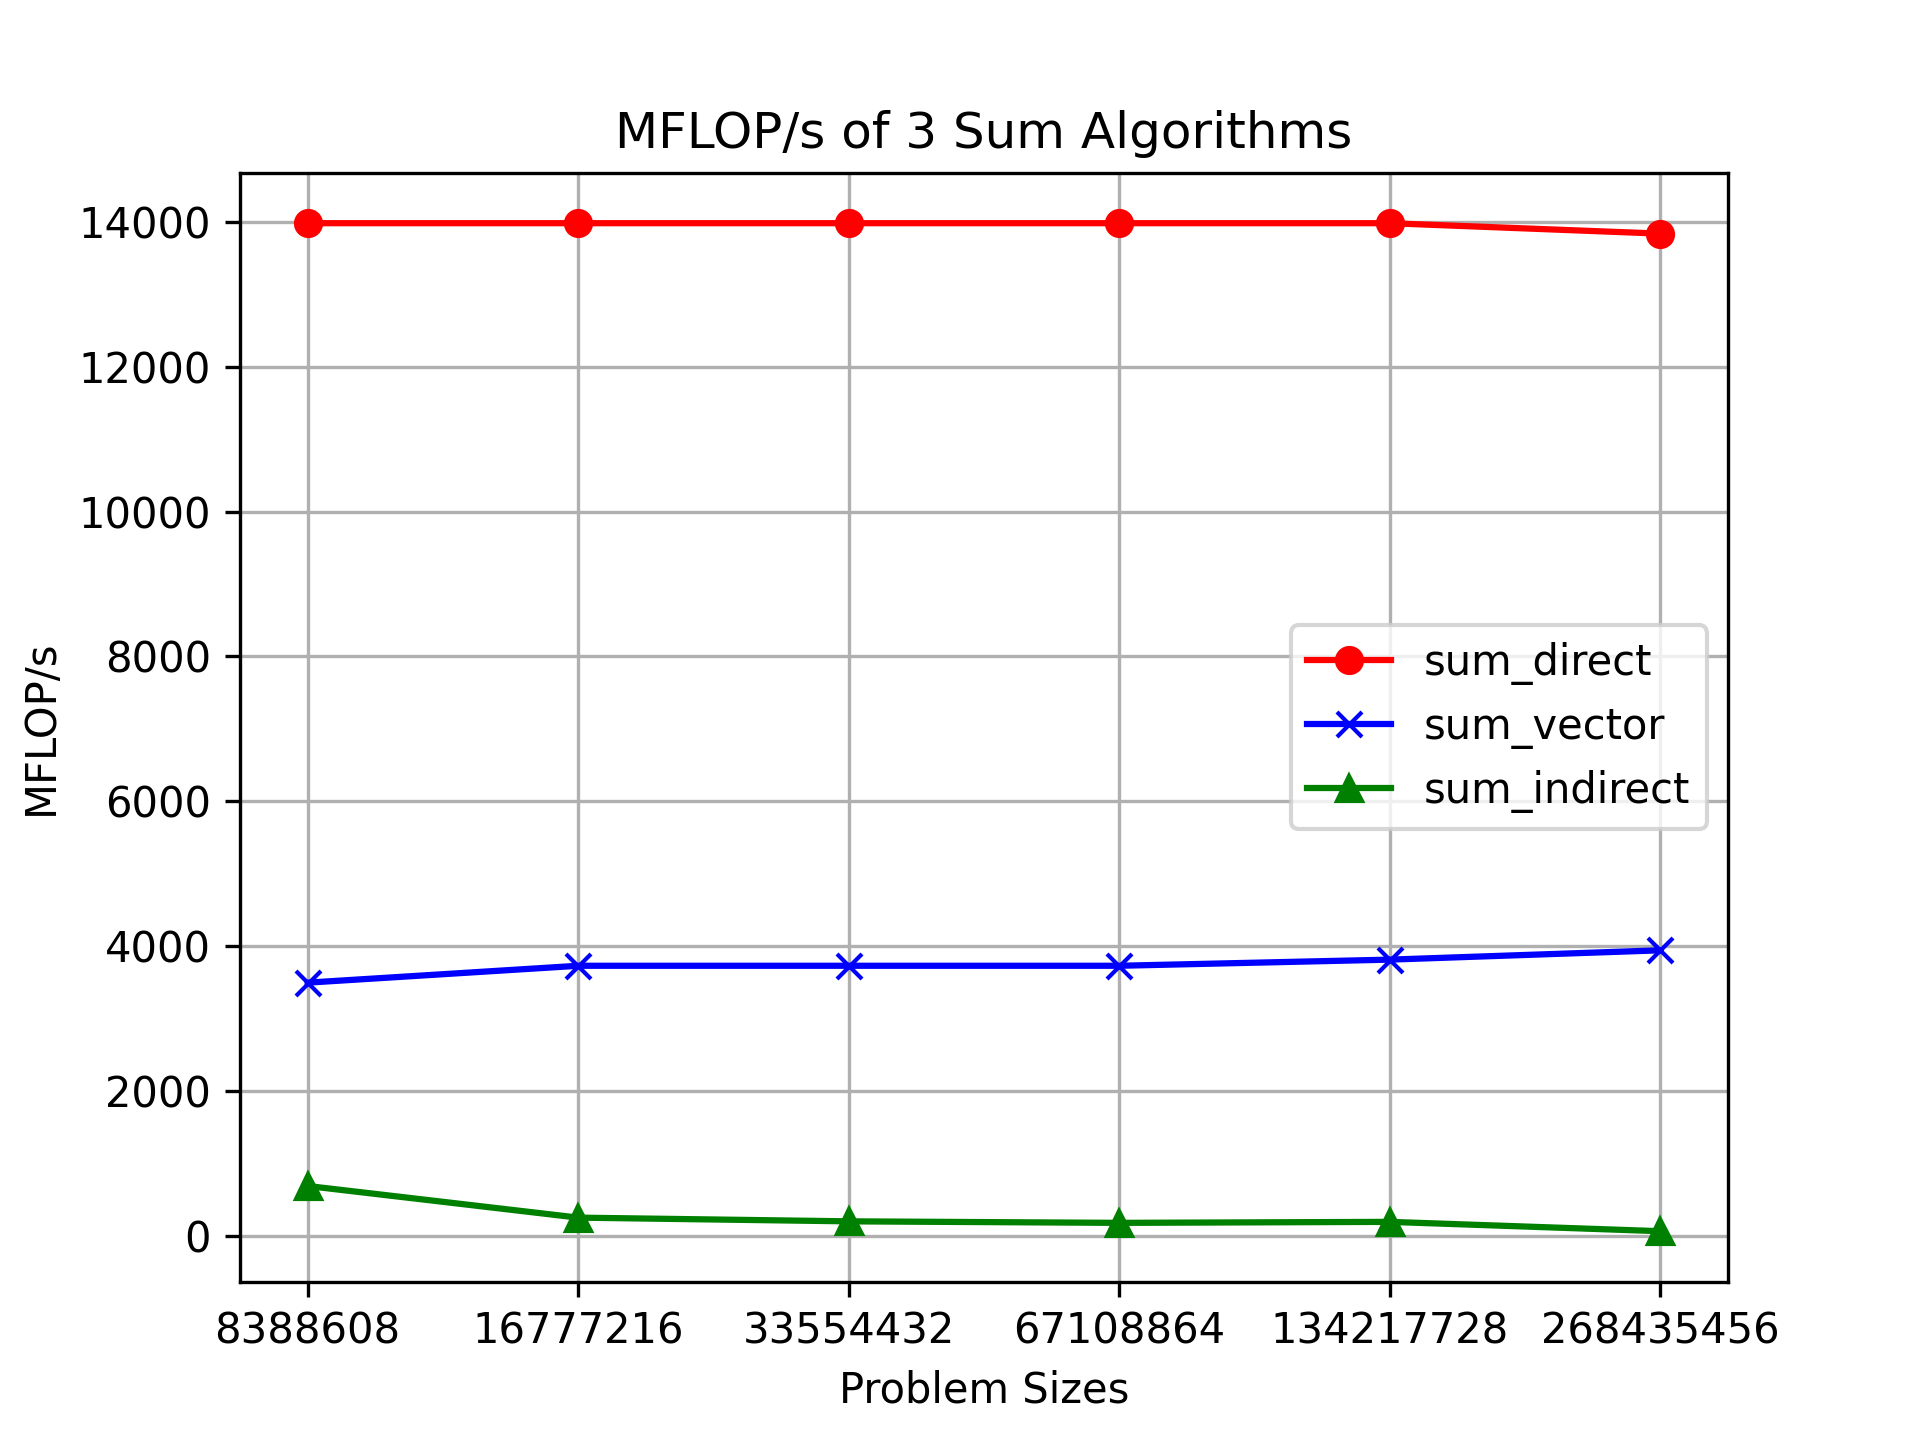 MFLOP/s of 3 Sum Algorithms
MFLOP/s
14000
12000
10000
8000
6000
4000
2000
0
sum_direct
sum_vector
sum_indirect
8388608 16777216 33554432 67108864 134217728 268435456
Problem Sizes